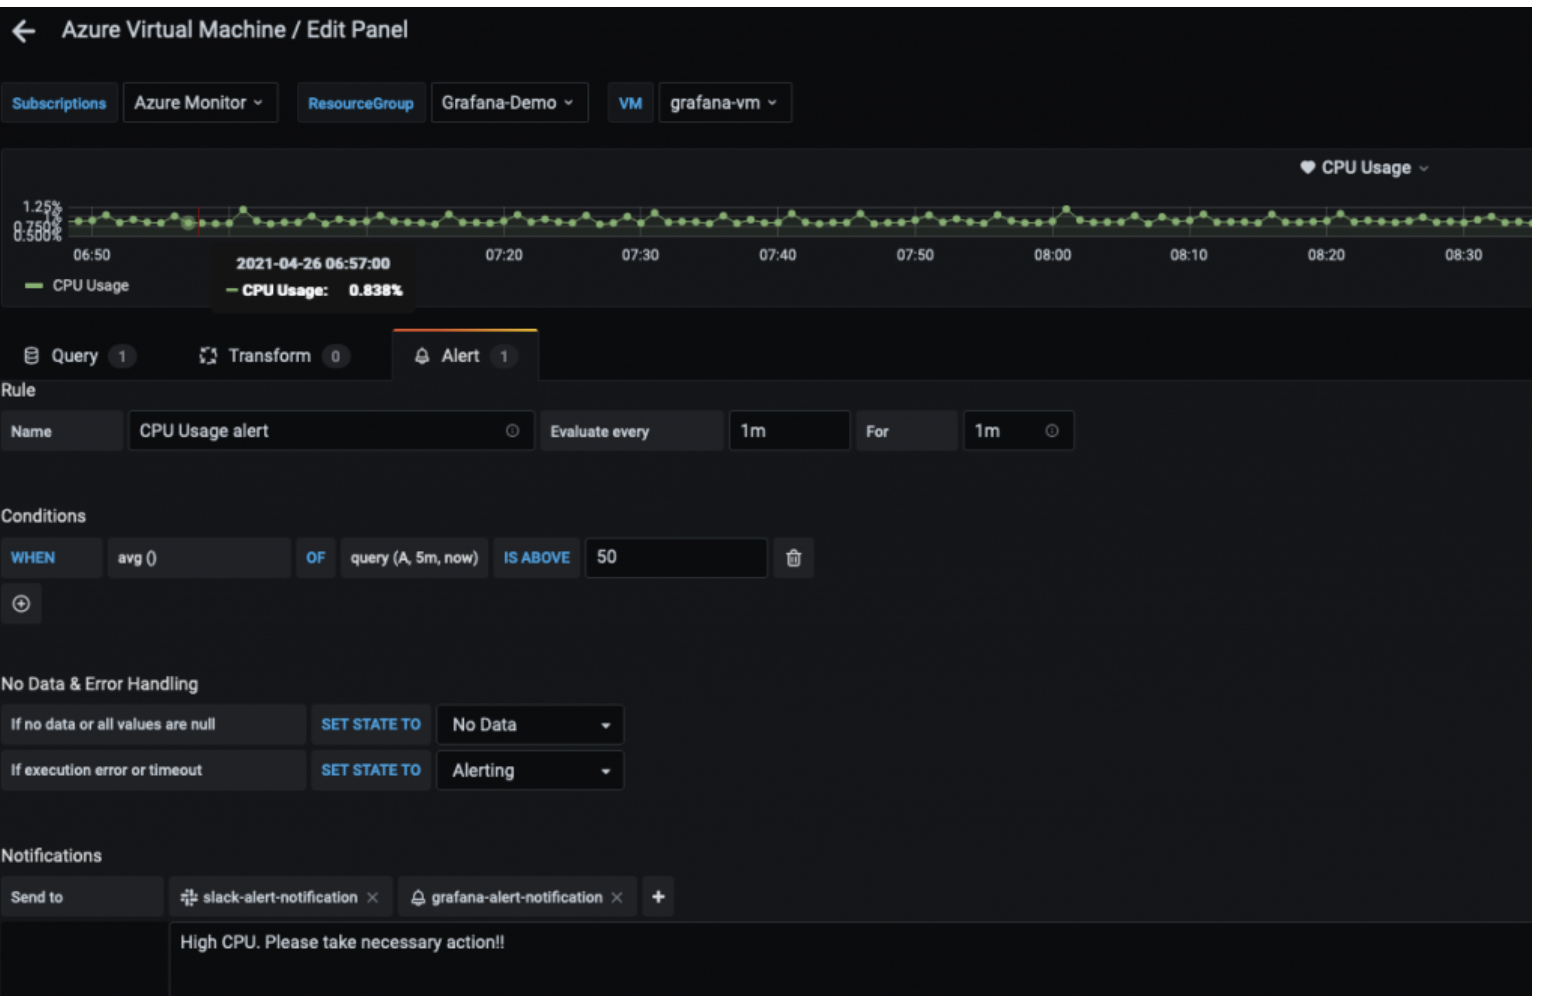 Azure Virtual Machine / Edit Panel
Subscriptions Azure Monitor ResourceGroup Grafana-Demo VM grafana-vm
CPU Usage
1.25%
1%
0.750%
0.500%
06:50 07:20 07:30 07:40 07:50 08:00 08:10 08:20 08:30
2021-04-26 06:57:00
CPU Usage: 0.838%
CPU Usage
Query 1 Transform 0 Alert 1
Rule
Name CPU Usage alert Evaluate every 1m For 1m
Conditions
WHEN avg () OF query (A, 5m, now) IS ABOVE 50
No Data & Error Handling
If no data or all values are null SET STATE TO No Data
If execution error or timeout SET STATE TO Alerting
Notifications
Send to slack-alert-notification grafana-alert-notification
High CPU. Please take necessary action!!